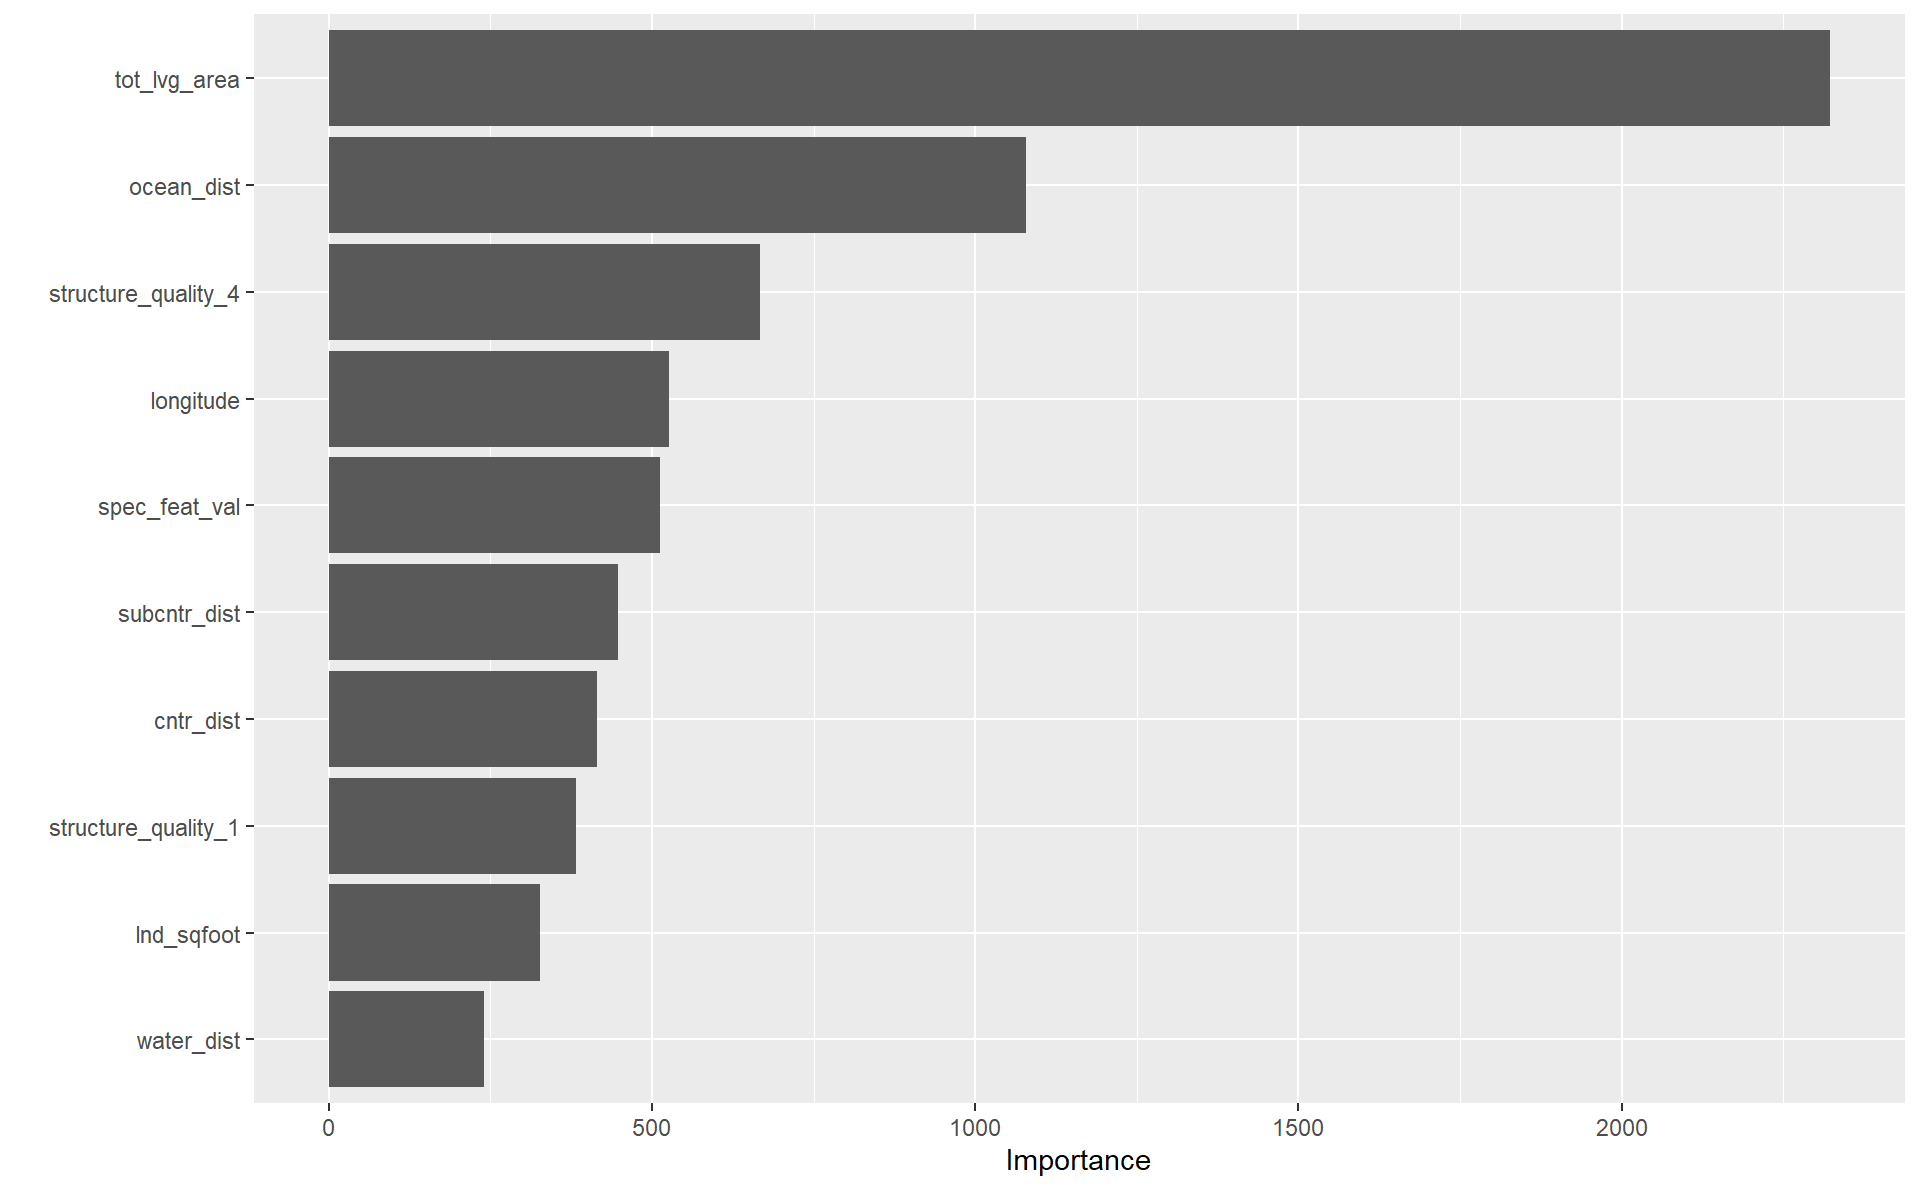 tot_lvg_area
ocean_dist
structure_quality_4
longitude
spec_feat_val
subcntr_dist
cntr_dist
structure_quality_1
lnd_sqfoot
water_dist
0 500 1000 1500 2000
Importance